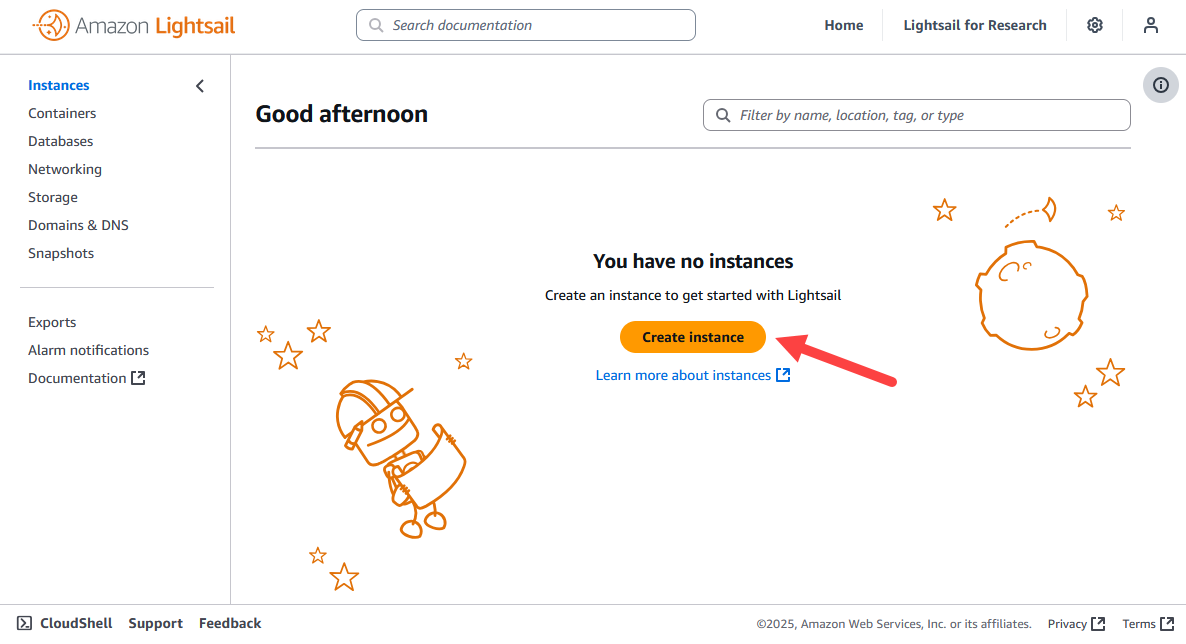 Amazon Lightsail
Search documentation
Home
Lightsail for Research
Instances
Containers
Databases
Networking
Storage
Domains & DNS
Snapshots
Exports
Alarm notifications
Documentation
Good afternoon
Filter by name, location, tag, or type
You have no instances
Create an instance to get started with Lightsail
Create instance
Learn more about instances
CloudShell
Support
Feedback
©2025, Amazon Web Services, Inc. or its affiliates.
Privacy
Terms